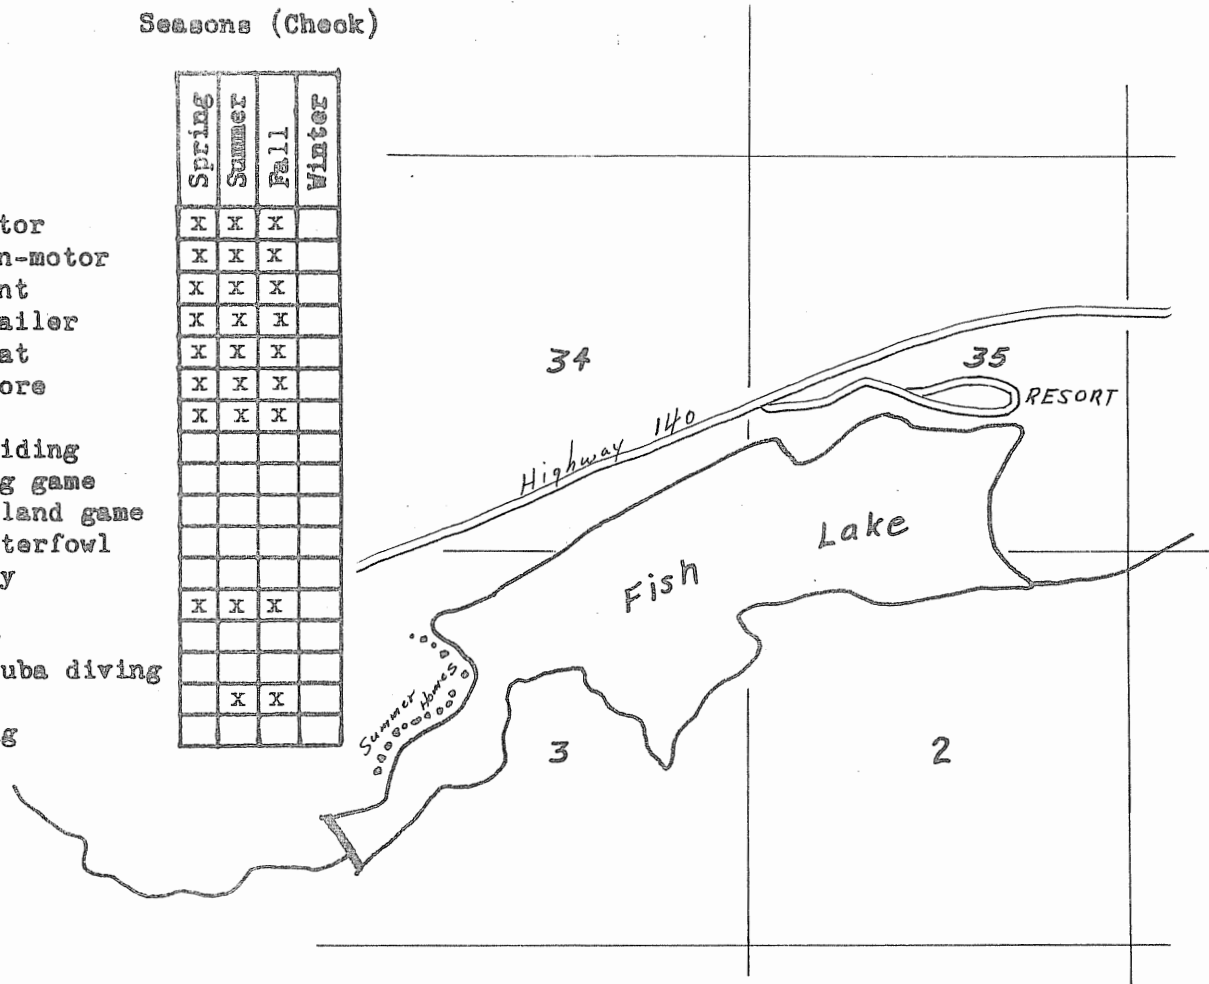 Seasons (Check)
Spring Summer Fall Winter
tor X X X
n-motor X X X
nt X X X
ailer X X X
at X X X
ore X X X
X X X
iding
g game
land game
terfowl
y
X X X
uba diving
X X
g
34
35
RESORT
Highway 140
Fish Lake
Summer Homes
3
2